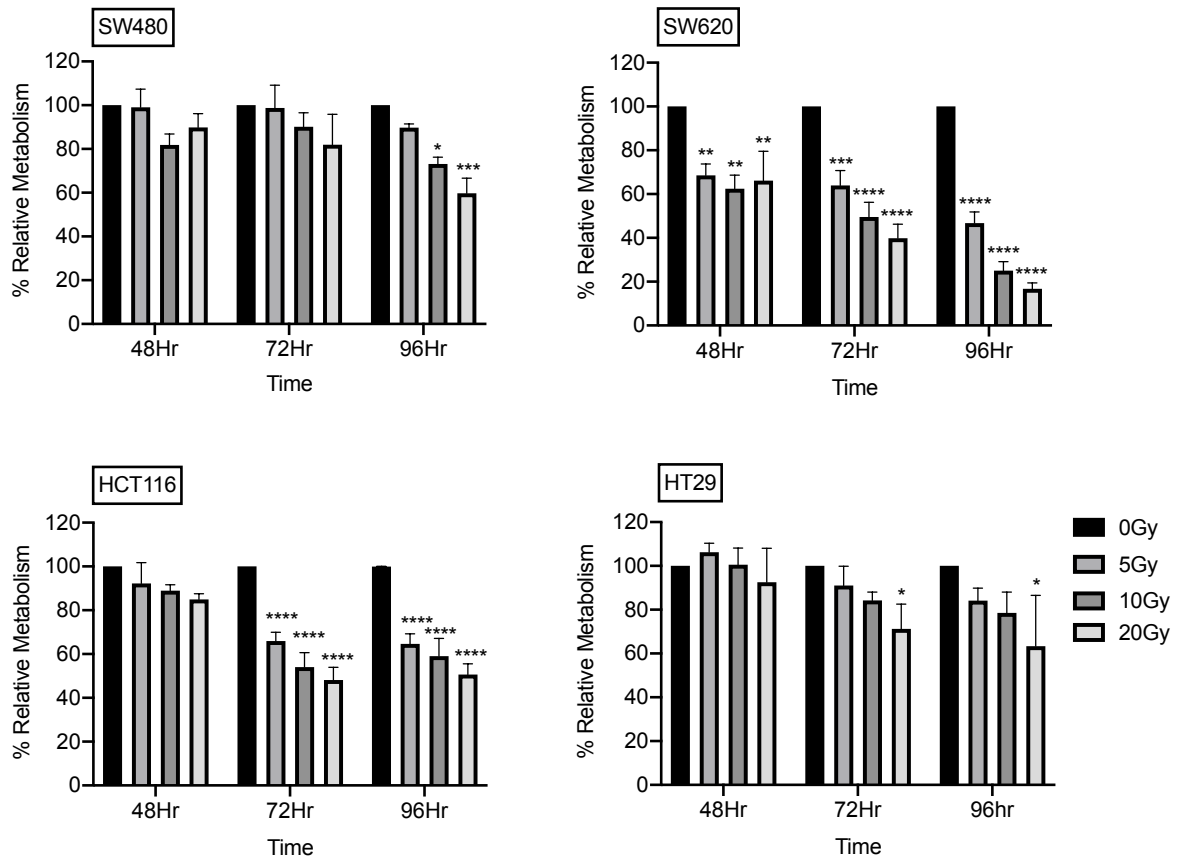 SW480
% Relative Metabolism
120
100
80
60
40
20
0
*
***
48Hr 72Hr 96Hr
Time
SW620
% Relative Metabolism
120
100
80
60
40
20
0
** ** **
*** **** ****
**** **** ****
48Hr 72Hr 96Hr
Time
HCT116
% Relative Metabolism
120
100
80
60
40
20
0
**** **** ****
**** **** ****
48Hr 72Hr 96Hr
Time
HT29
% Relative Metabolism
120
100
80
60
40
20
0
*
*
48Hr 72Hr 96hr
Time
0Gy
5Gy
10Gy
20Gy